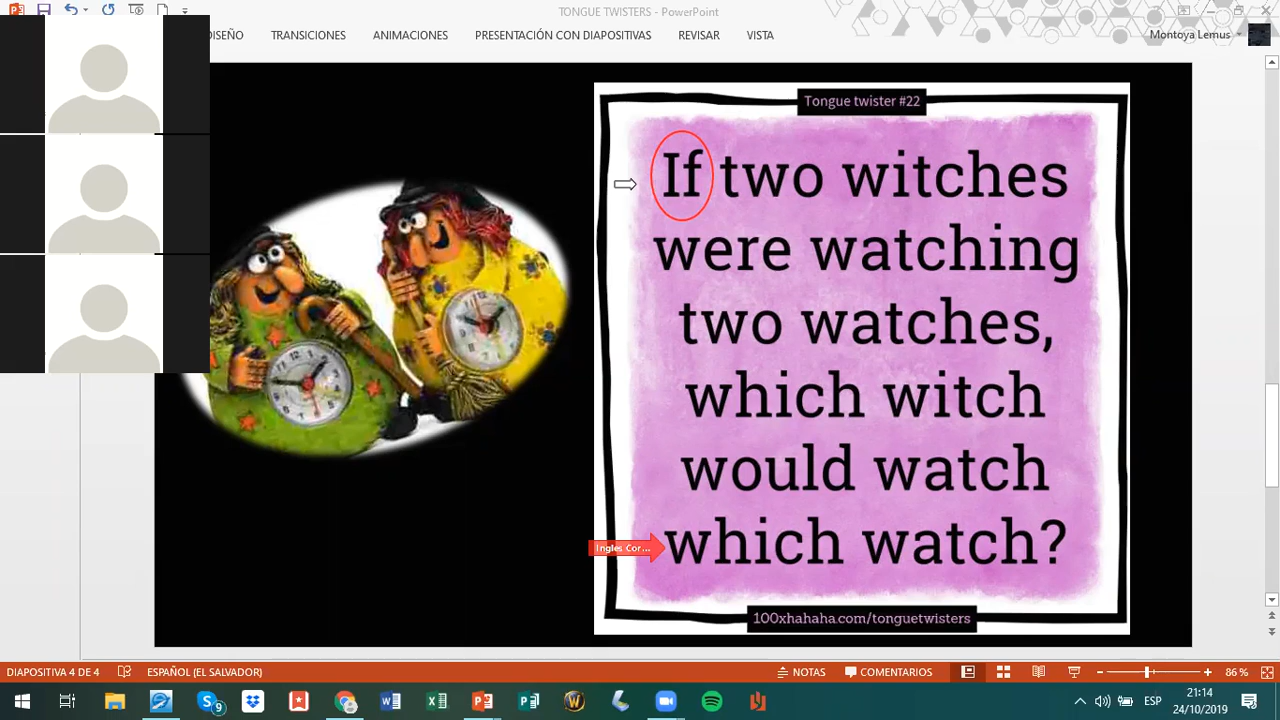 TONGUE TWISTERS - PowerPoint
DISEÑO TRANSICIONES ANIMACIONES PRESENTACIÓN CON DIAPOSITIVAS REVISAR VISTA
Montoya Lemus
Tongue twister #22
If two witches
were watching
two watches,
which witch
would watch
which watch?
Ingles Cor...
100xhahaha.com/tonguetwisters
DIAPOSITIVA 4 DE 4 ESPAÑOL (EL SALVADOR) NOTAS COMENTARIOS 86 %
9 ESP 21:14
24/10/2019